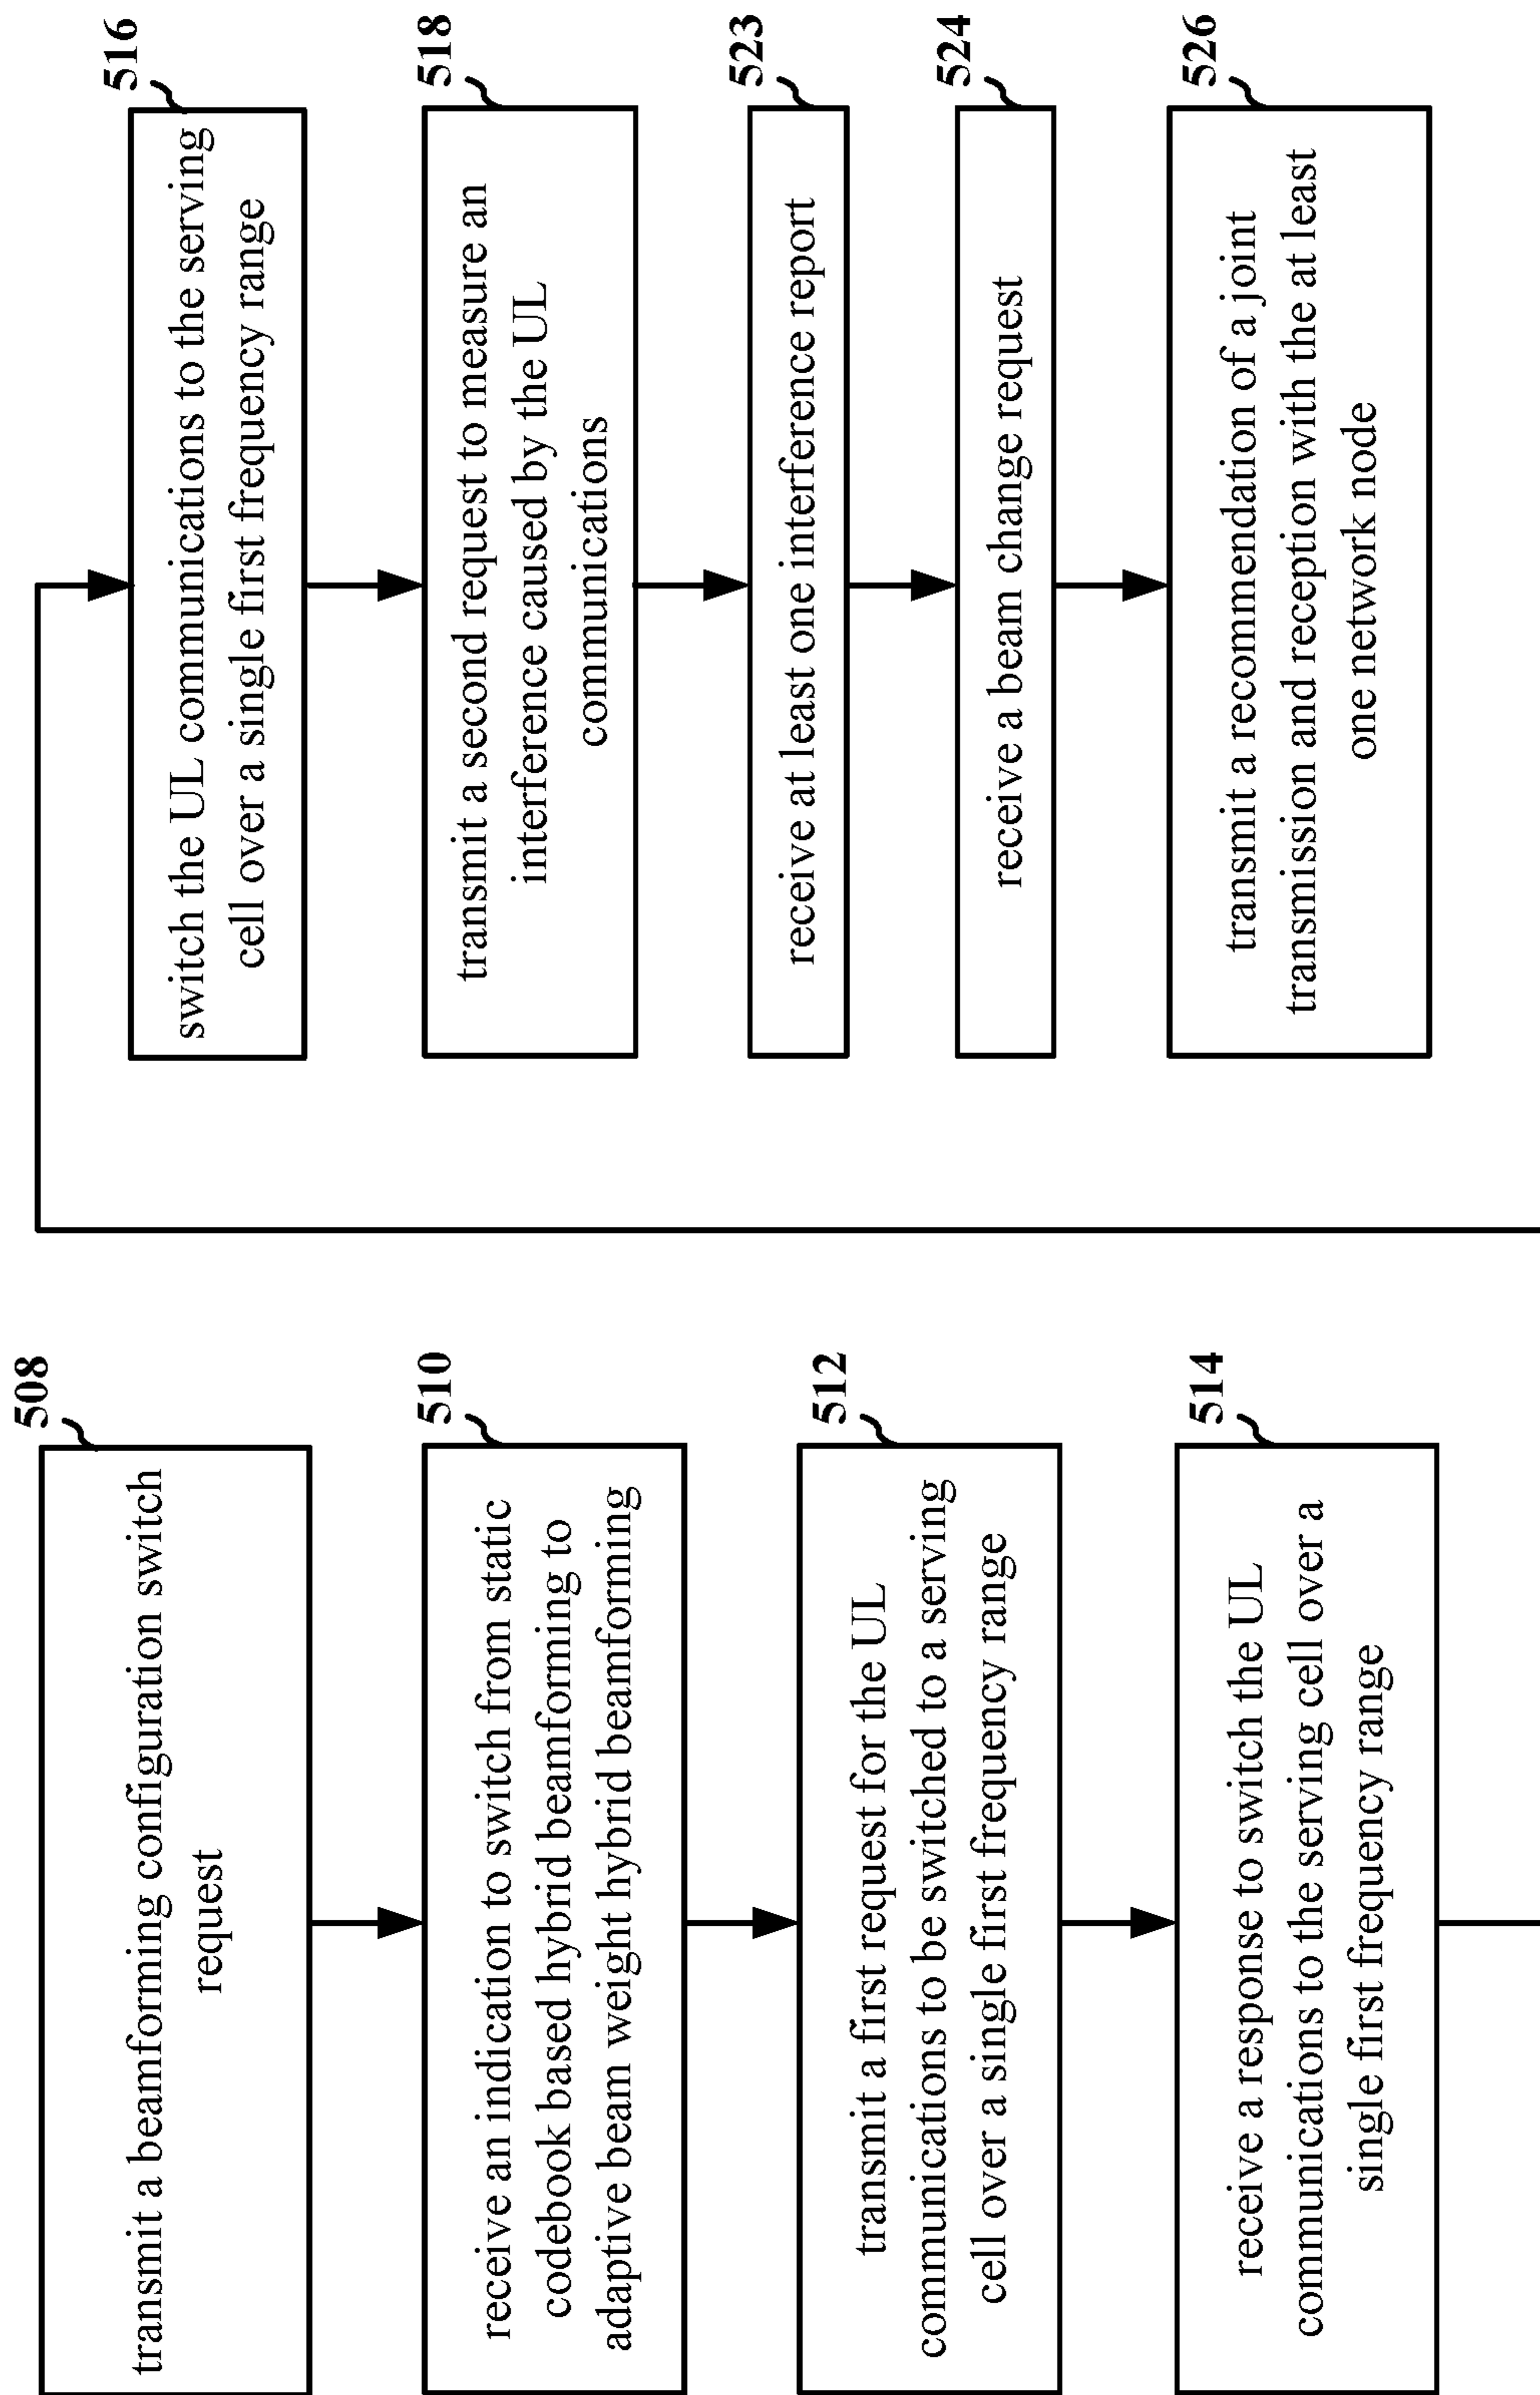 508
transmit a beamforming configuration switch
request
510
receive an indication to switch from static
codebook based hybrid beamforming to
adaptive beam weight hybrid beamforming
512
transmit a first request for the UL
communications to be switched to a serving
cell over a single first frequency range
514
receive a response to switch the UL
communications to the serving cell over a
single first frequency range
516
switch the UL communications to the serving
cell over a single first frequency range
518
transmit a second request to measure an
interference caused by the UL
communications
523
receive at least one interference report
524
receive a beam change request
526
transmit a recommendation of a joint
transmission and reception with the at least
one network node